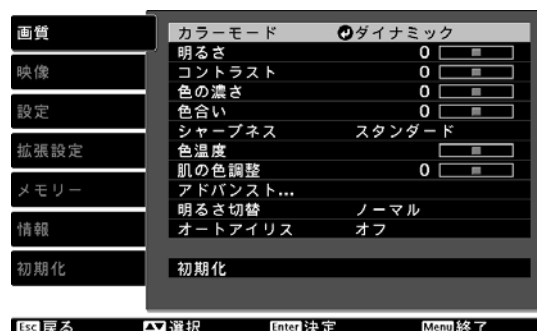 画質
映像
設定
拡張設定
メモリー
情報
初期化
カラーモード ダイナミック
明るさ 0
コントラスト 0
色の濃さ 0
色合い 0
シャープネス スタンダード
色温度
肌の色調整 0
アドバンスト...
明るさ切替 ノーマル
オートアイリス オフ
初期化
Esc 戻る 選択 Enter 決定 Menu 終了